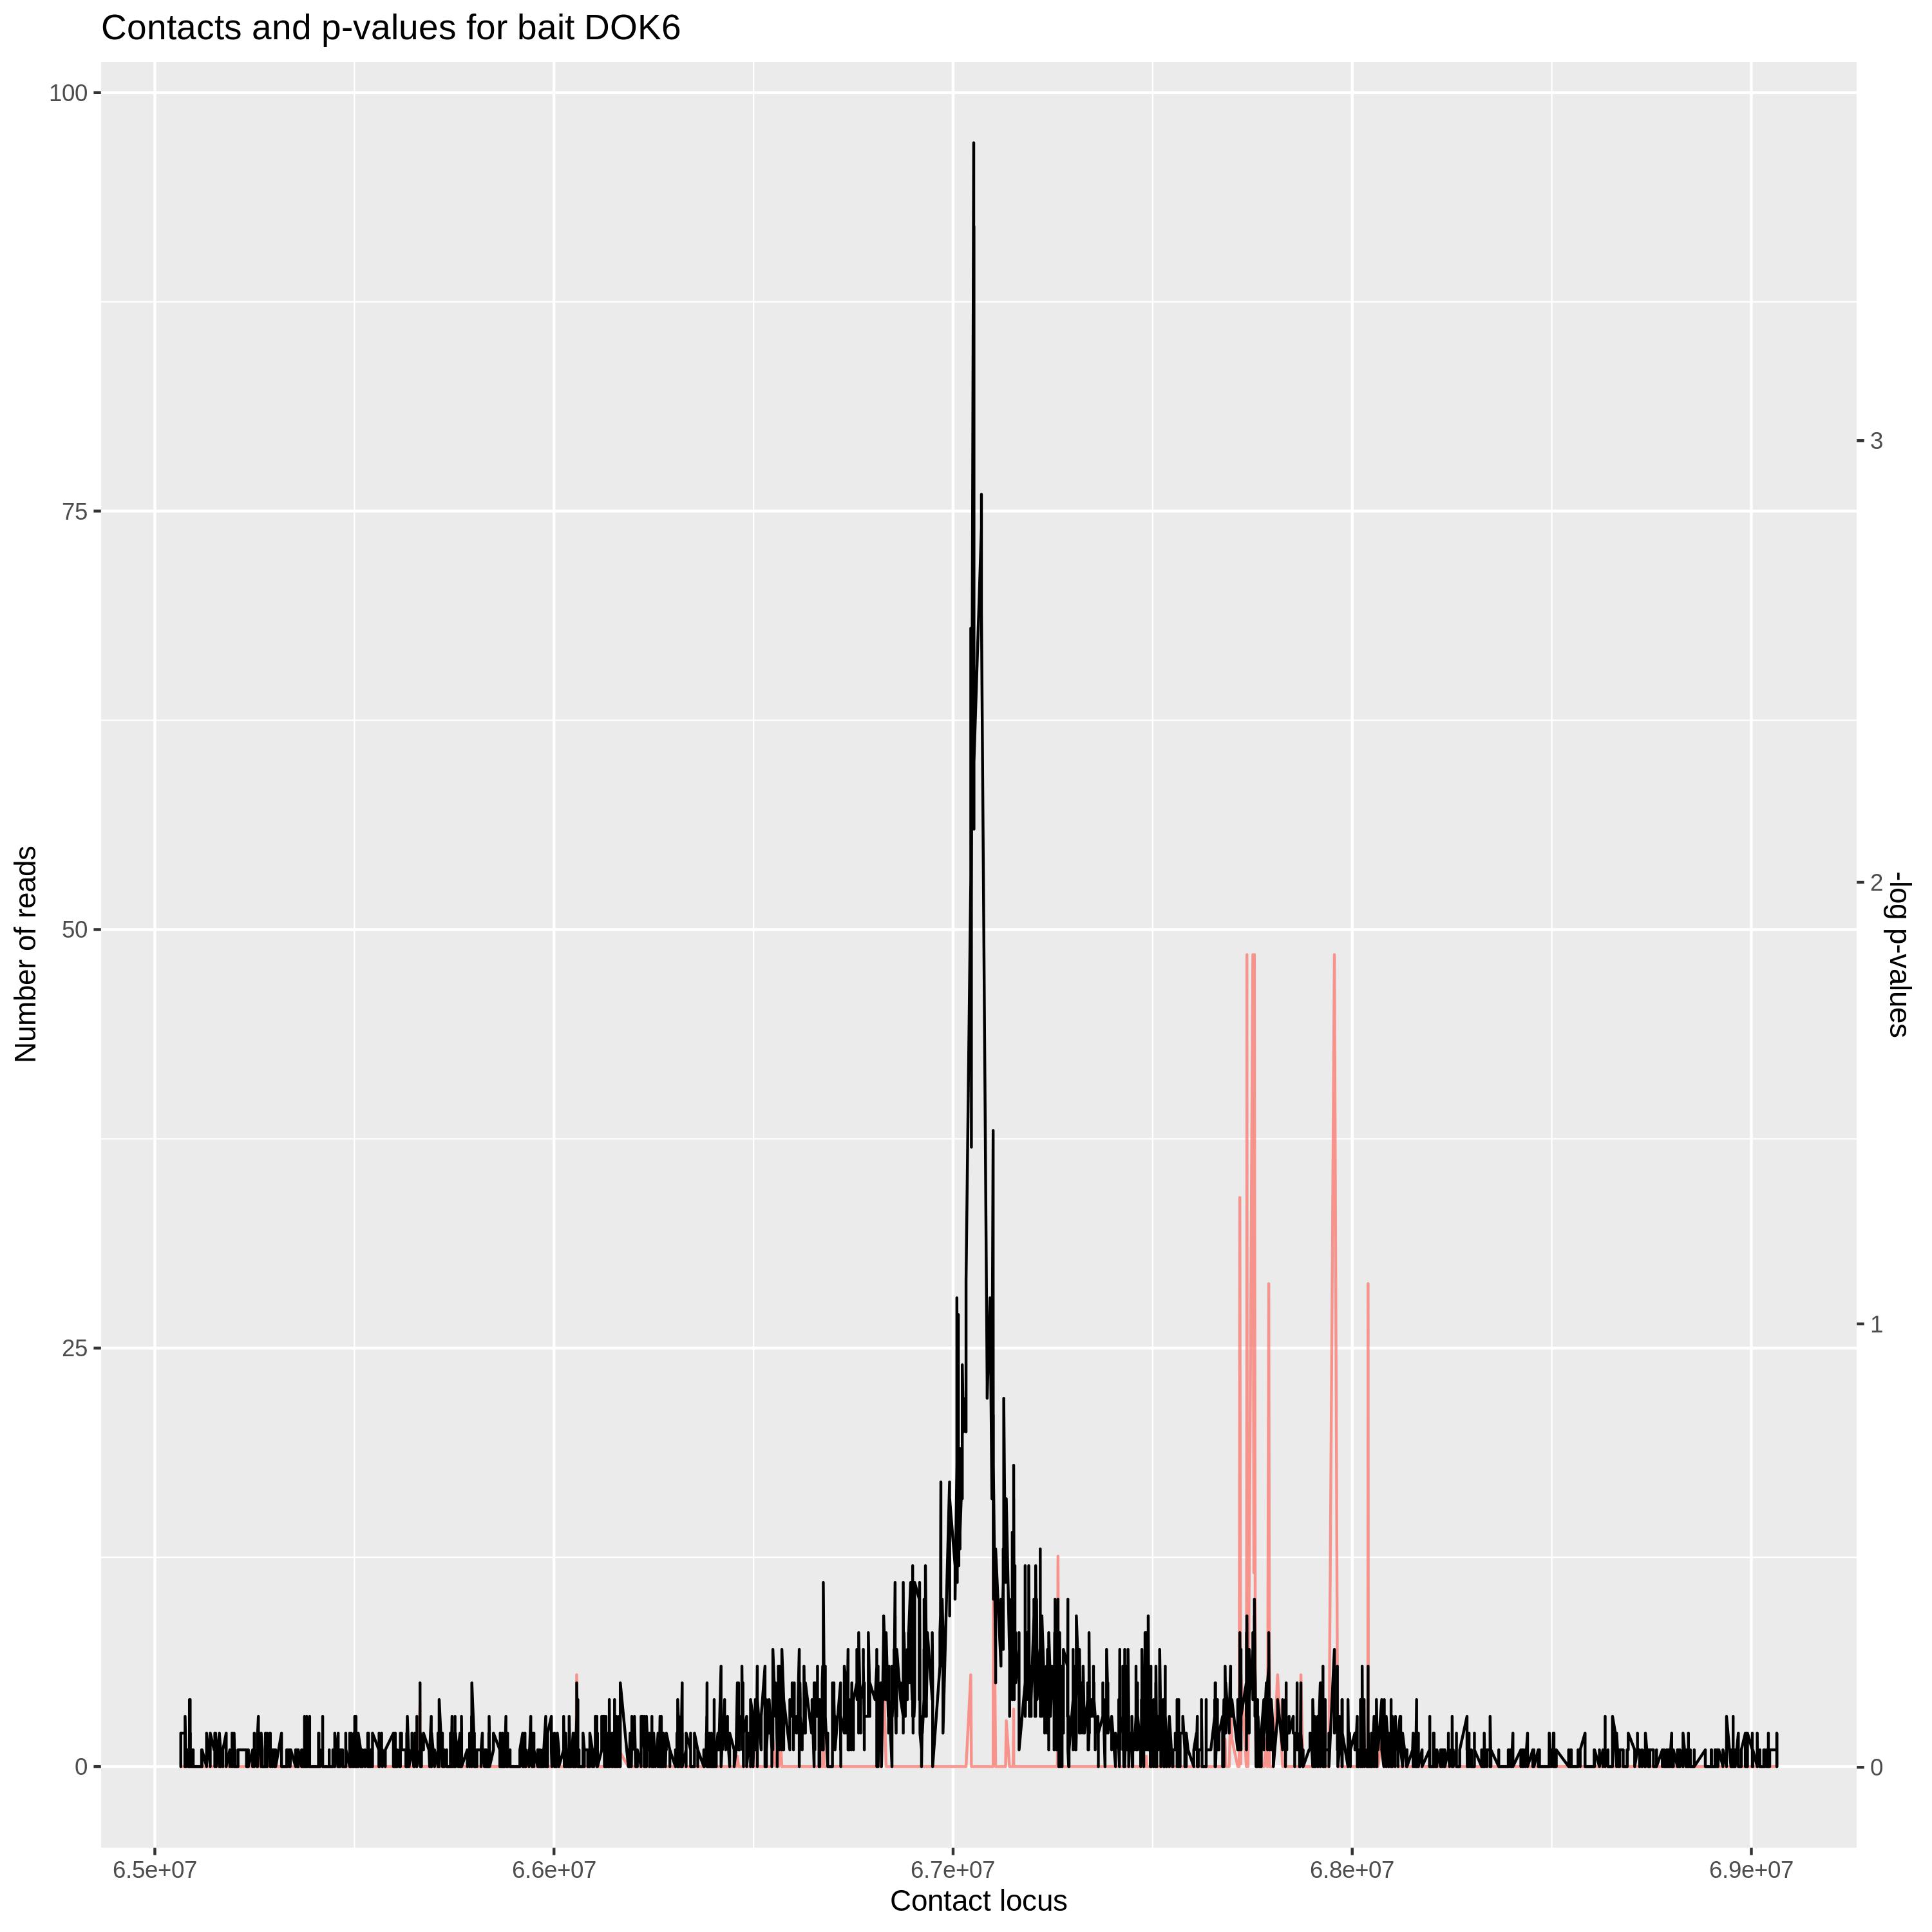 Contacts and p-values for bait DOK6
100
75
50
25
0
Number of reads
3
2
1
0
-log p-values
6.5e+07
6.6e+07
6.7e+07
6.8e+07
6.9e+07
Contact locus